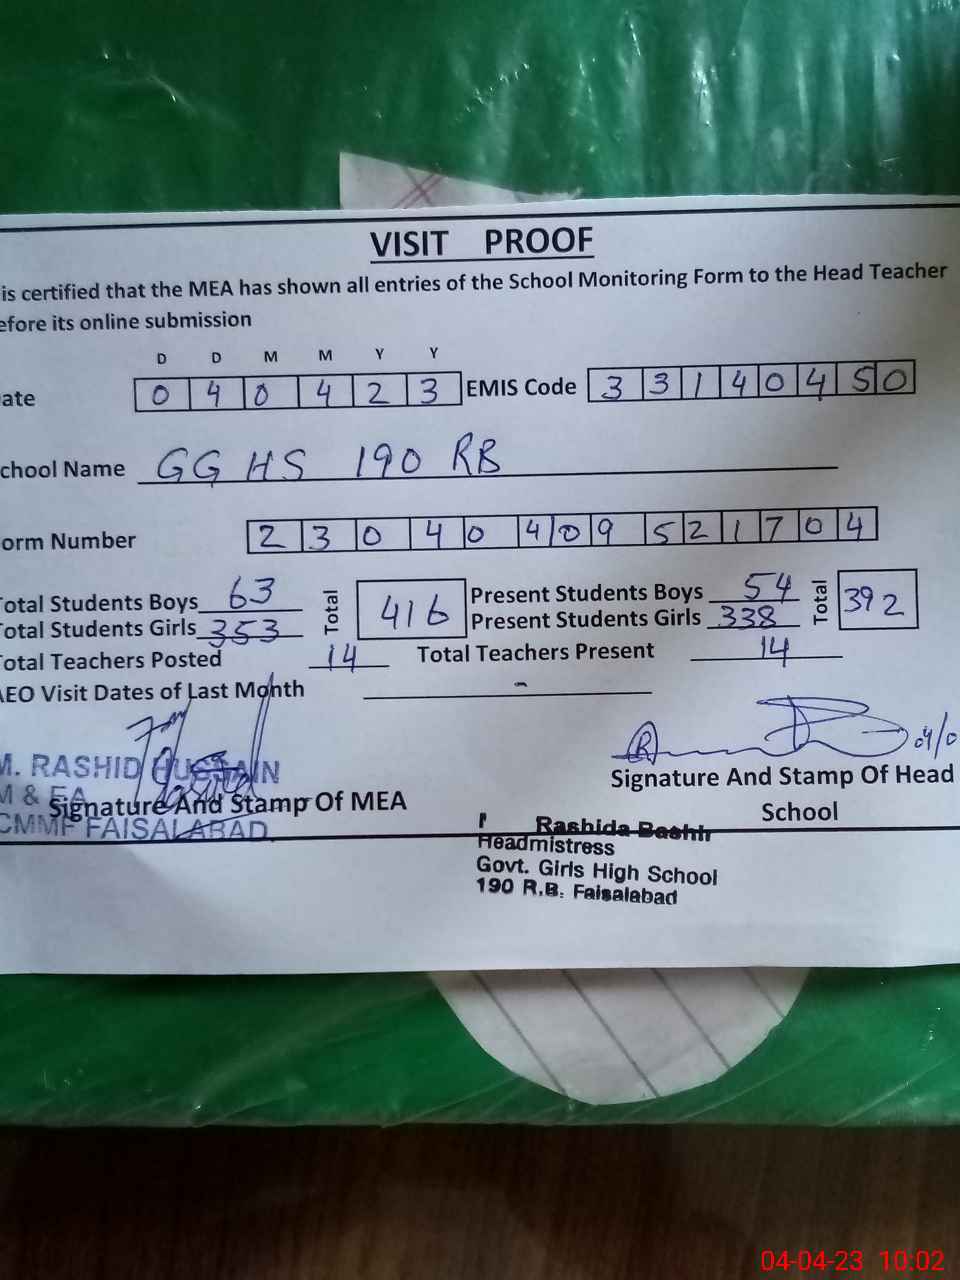 VISIT PROOF
is certified that the MEA has shown all entries of the School Monitoring Form to the Head Teacher
efore its online submission
D D M M Y Y
ate 0 4 0 4 2 3 EMIS Code 3 3 1 4 0 4 5 0
chool Name GGHS 190 RB
orm Number 2 3 0 4 0 4 0 9 5 2 1 7 0 4
otal Students Boys 63 Total 416 Present Students Boys 54 Total 392
otal Students Girls 353 Present Students Girls 338
otal Teachers Posted 14 Total Teachers Present 14
AEO Visit Dates of Last Month -
M. RASHID HUSSAIN
M & EA
Signature And Stamp Of MEA
CMMF FAISALABAD
Signature And Stamp Of Head
School
Rashida Bashir
Headmistress
Govt. Girls High School
190 R.B. Faisalabad
04-04-23 10:02